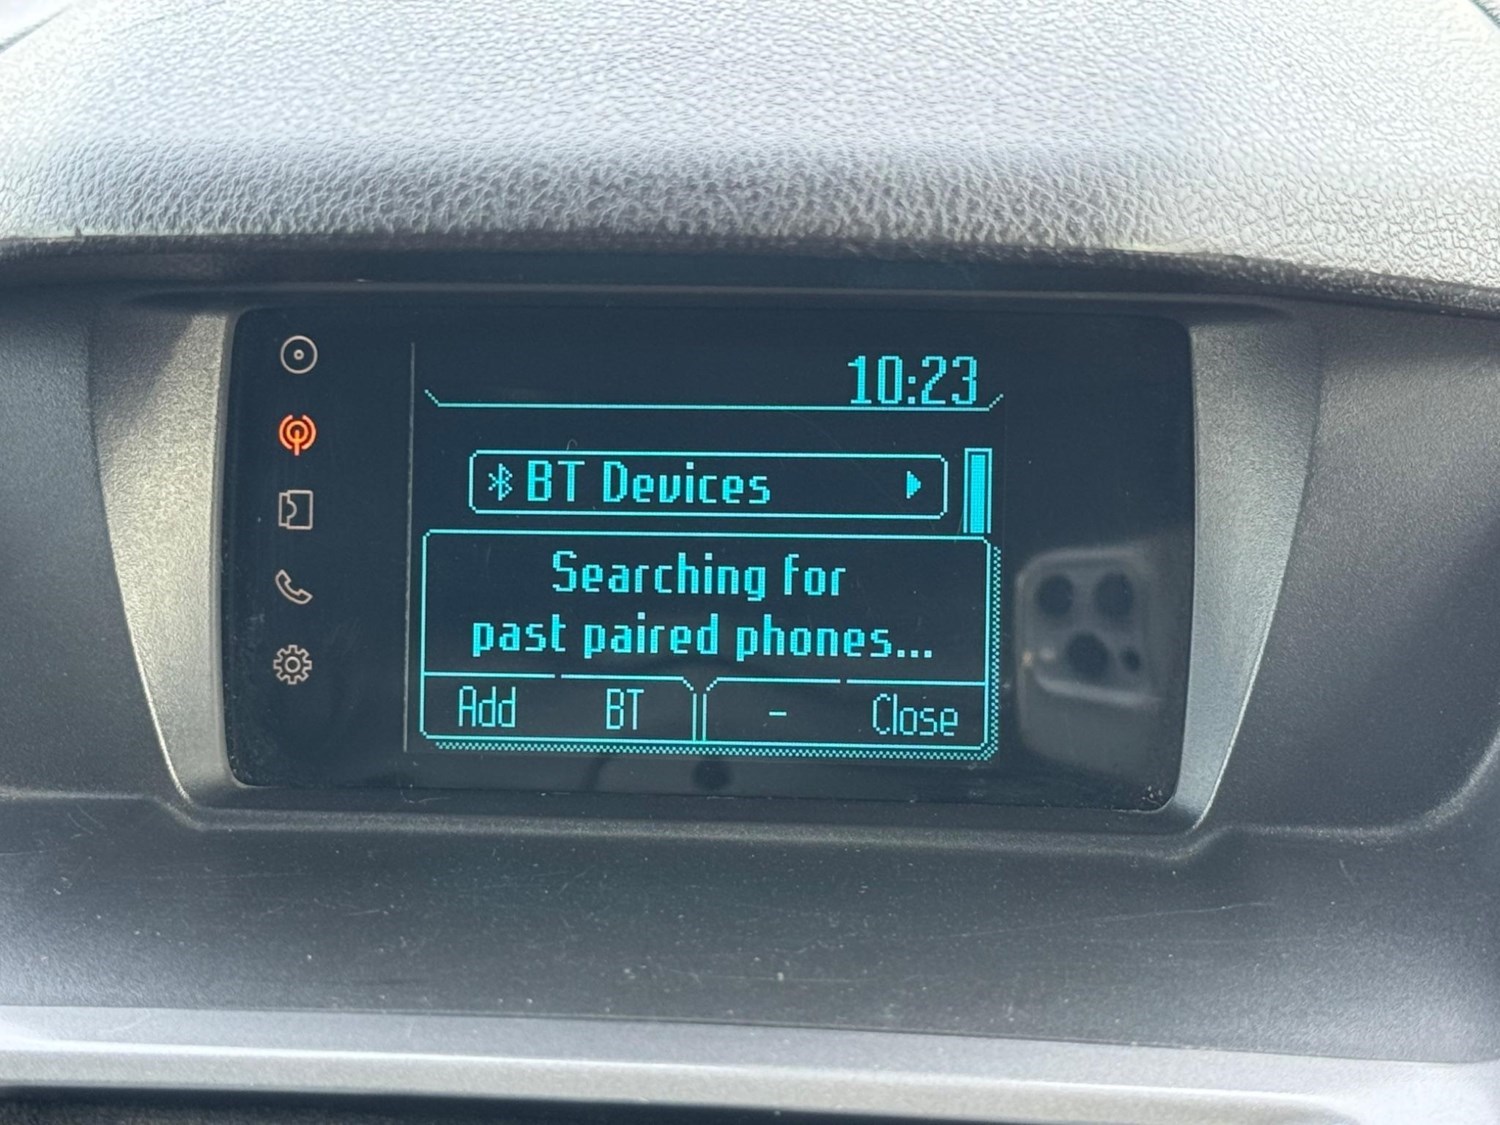 10:23
BT Devices
Searching for
past paired phones...
Add BT - Close